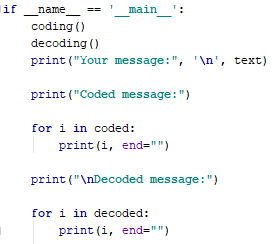 if __name__ == '__main__':
    coding()
    decoding()
    print("Your message:", '\n', text)
    print("Coded message:")
    for i in coded:
        print(i, end="")
    print("\nDecoded message:")
    for i in decoded:
        print(i, end="")